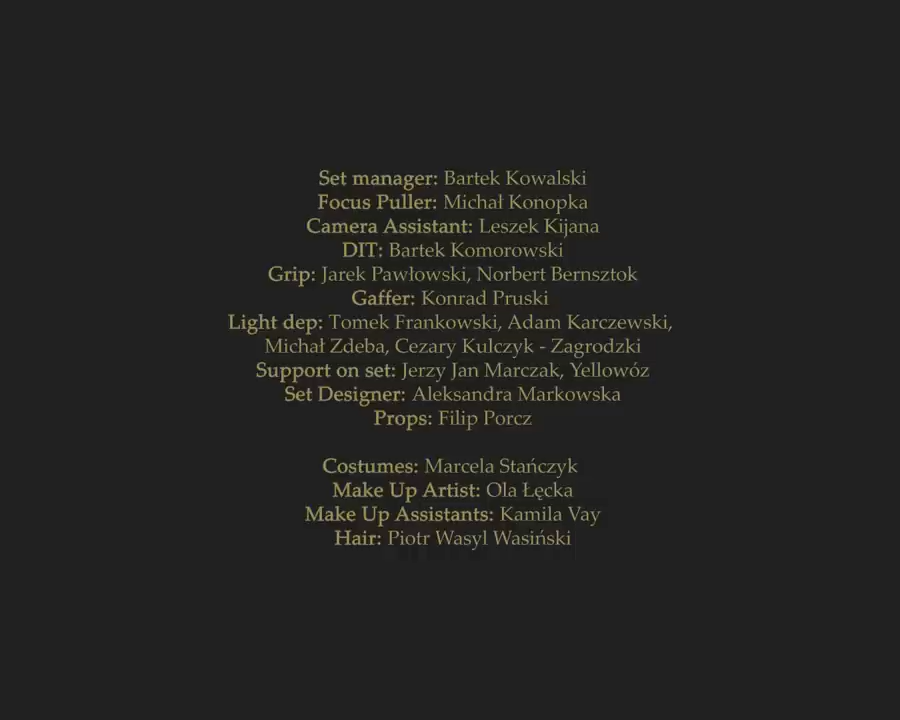 Set manager: Bartek Kowalski
Focus Puller: Michał Konopka
Camera Assistant: Leszek Kijana
DIT: Bartek Komorowski
Grip: Jarek Pawłowski, Norbert Bernsztok
Gaffer: Konrad Pruski
Light dep: Tomek Frankowski, Adam Karczewski,
Michał Zdeba, Cezary Kulczyk - Zagrodzki
Support on set: Jerzy Jan Marczak, Yellowóz
Set Designer: Aleksandra Markowska
Props: Filip Porcz
Costumes: Marcela Stańczyk
Make Up Artist: Ola Łęcka
Make Up Assistants: Kamila Vay
Hair: Piotr Wasyl Wasiński